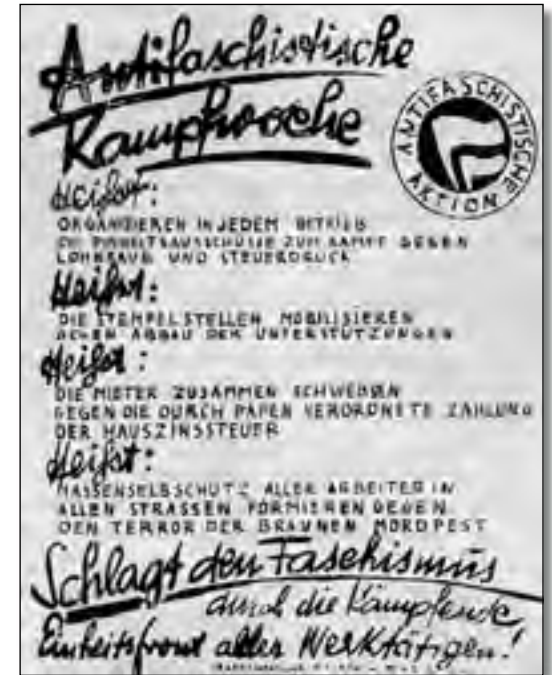 Antifaschistische
Kampfwoche
ANTIFASCHISTISCHE
AKTION
Heißt:
ORGANISIEREN IN JEDEM BETRIEB
DIE EINHEITSAUSSCHÜSSE ZUM KAMPF GEGEN
LOHNRAUB UND STEUERDRUCK
Heißt:
DIE STEMPELSTELLEN MOBILISIEREN
GEGEN ABBAU DER UNTERSTÜTZUNGEN
Heißt:
DIE MIETER ZUSAMMEN
GEGEN DIE DURCH PAPEN VERORDNETE ZAHLUNG
DER HAUSZINSSTEUER
Heißt:
MASSENSELBSCHUTZ ALLER ARBEITER IN
ALLEN STRASSEN FORMIEREN GEGEN
DEN TERROR DER BRAUNEN MORDPEST
Schlagt den Faschismus
durch die kämpfende
Einheitsfront aller Werktätigen!